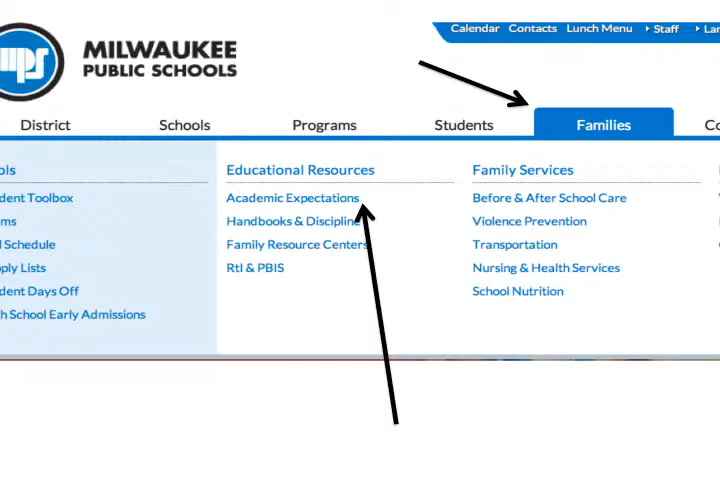 Calendar Contacts Lunch Menu Staff
mps MILWAUKEE
PUBLIC SCHOOLS
District Schools Programs Students Families
Educational Resources Family Services
Academic Expectations Before & After School Care
Handbooks & Discipline Violence Prevention
Schedule Family Resource Centers Transportation
Lists RtI & PBIS Nursing & Health Services
Days Off School Nutrition
School Early Admissions
Toolbox